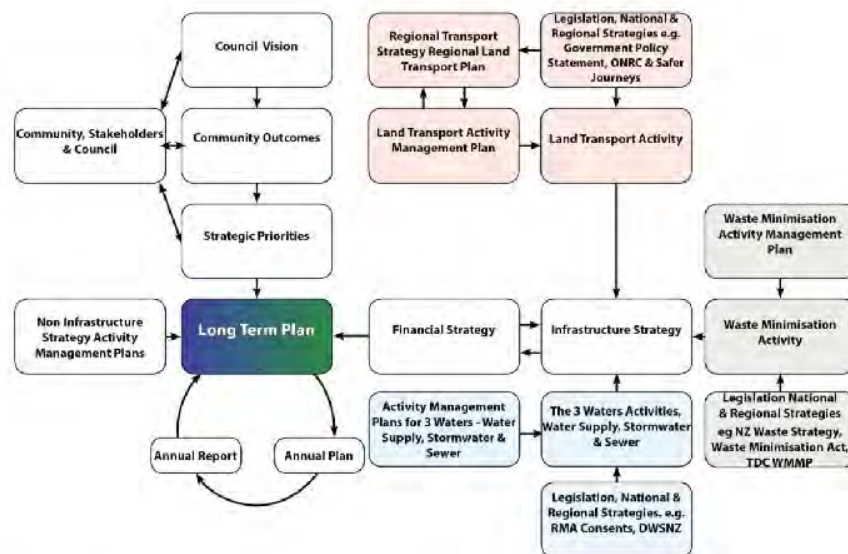 Council Vision
Regional Transport
Strategy Regional Land
Transport Plan
Legislation, National &
Regional Strategies e.g.
Government Policy
Statement, ONRC & Safer
Journeys
Community, Stakeholders
& Council
Community Outcomes
Land Transport Activity
Management Plan
Land Transport Activity
Strategic Priorities
Waste Minimisation
Activity Management
Plan
Non Infrastructure
Strategy Activity
Management Plans
Long Term Plan
Financial Strategy
Infrastructure Strategy
Waste Minimisation
Activity
Annual Report
Annual Plan
Activity Management
Plans for 3 Waters - Water
Supply, Stormwater &
Sewer
The 3 Waters Activities,
Water Supply, Stormwater
& Sewer
Legislation National
& Regional Strategies
eg NZ Waste Strategy,
Waste Minimisation Act,
TDC WMMP
Legislation, National &
Regional Strategies. e.g.
RMA Consents, DWSNZ